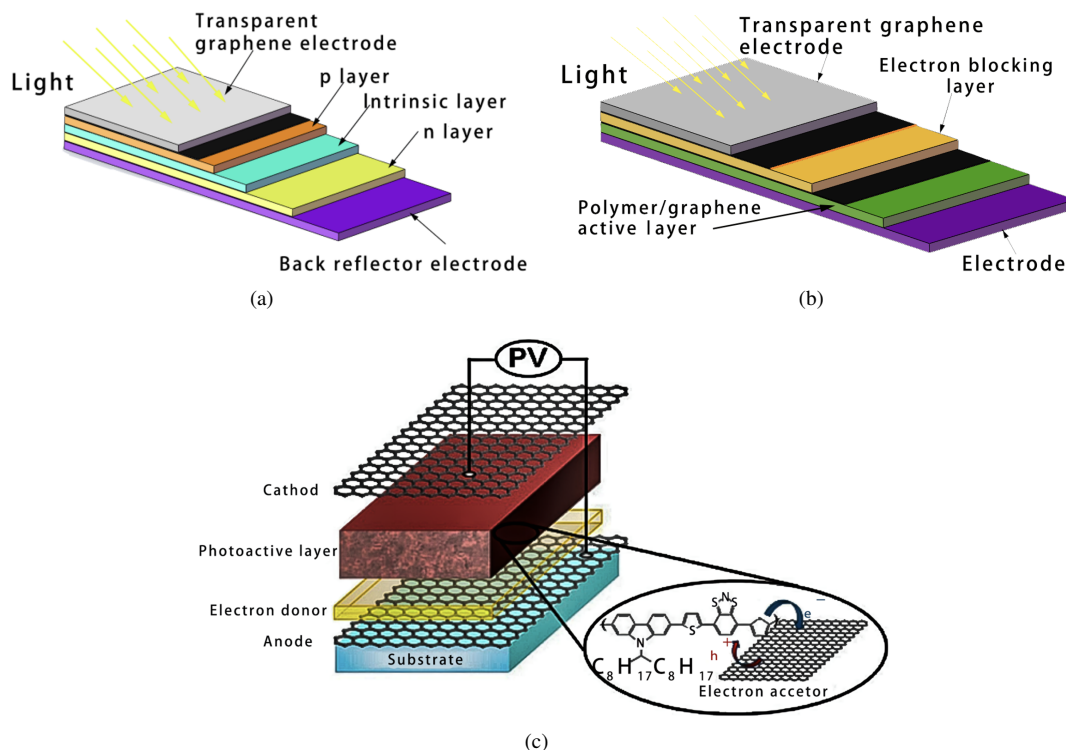 Transparent
graphene electrode
Light
p layer
Intrinsic layer
n layer
Back reflector electrode
(a)
Transparent graphene
electrode
Light
Electron blocking
layer
Polymer/graphene
active layer
Electrode
(b)
PV
Cathod
Photoactive layer
Electron donor
Anode
Substrate
N
S S
S
N
e
−
h
+
C8H17C8H17
Electron accetor
(c)